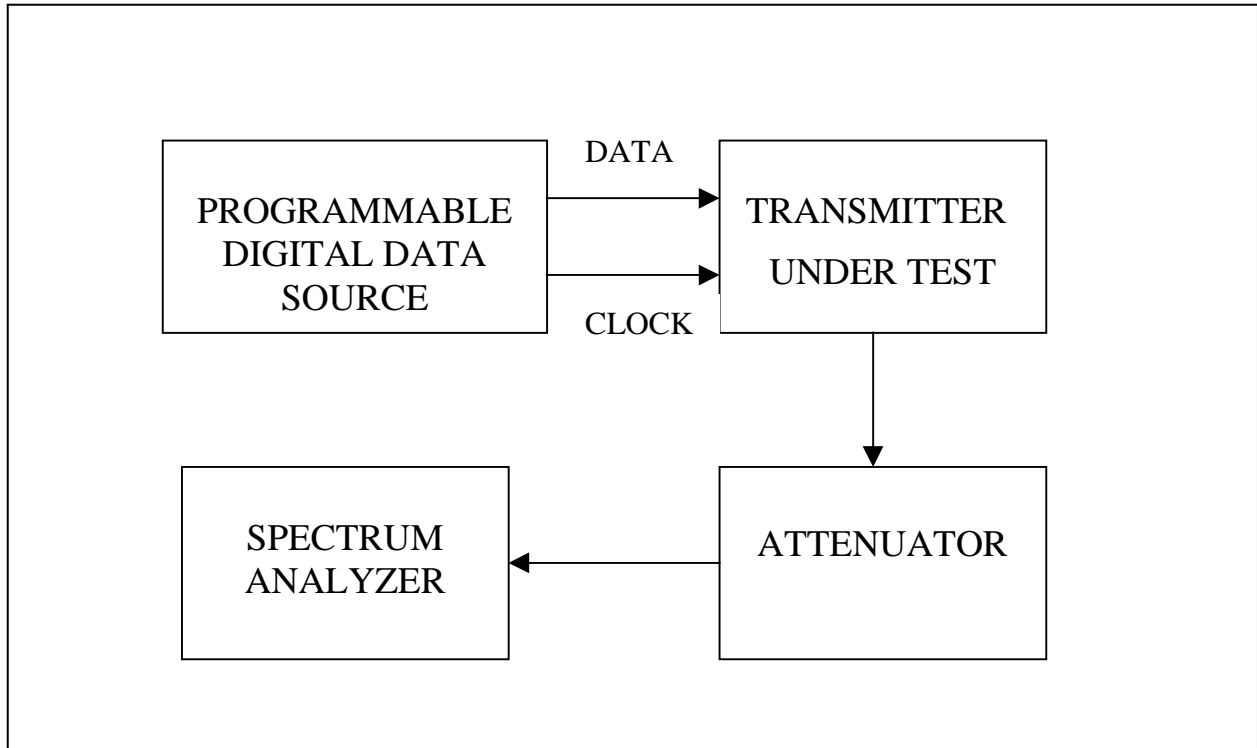 DATA
PROGRAMMABLE
DIGITAL DATA
SOURCE
CLOCK
TRANSMITTER
UNDER TEST
SPECTRUM
ANALYZER
ATTENUATOR